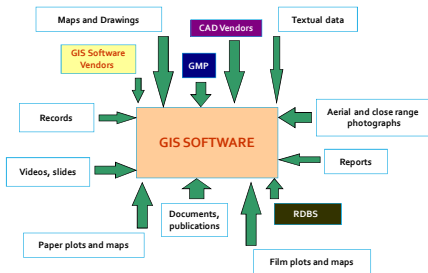 Maps and Drawings
CAD Vendors
Textual data
GIS Software
Vendors
GMP
Records
GIS SOFTWARE
Aerial and close range
photographs
Videos, slides
Reports
Documents,
publications
RDBS
Paper plots and maps
Film plots and maps